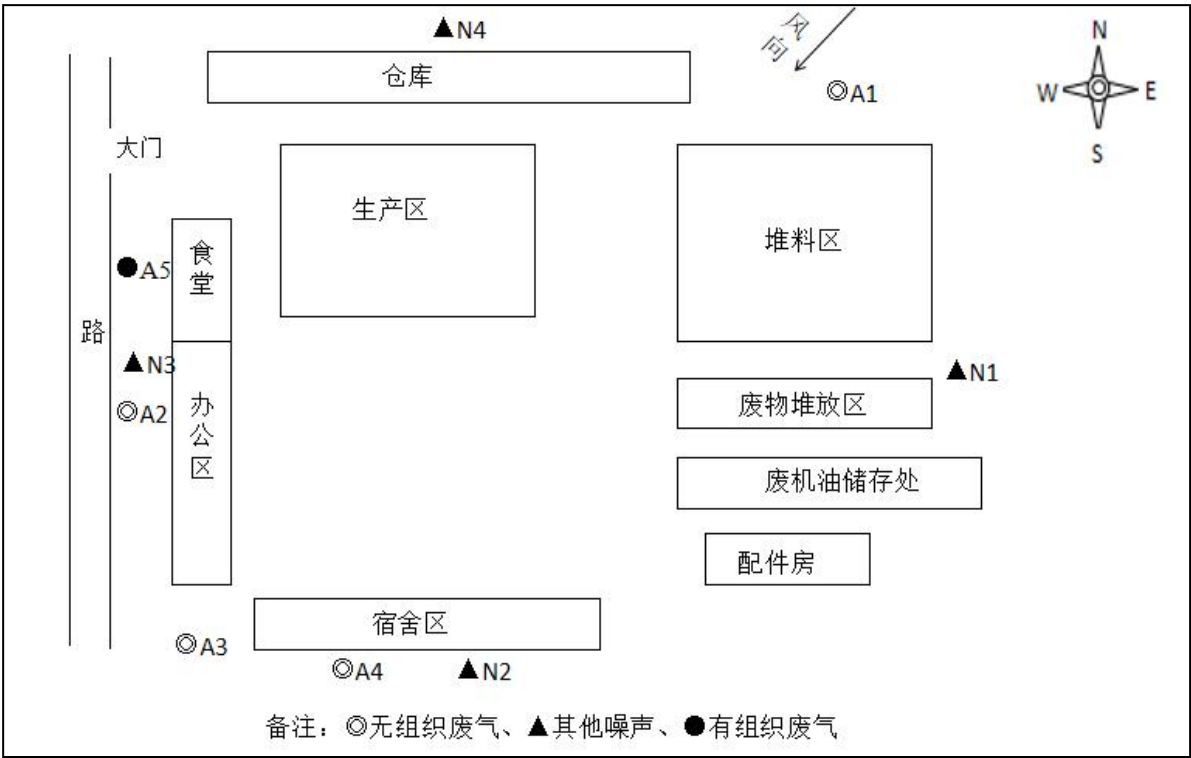 ▲N4
风向
N
仓库
◎A1
W
E
大门
S
生产区
堆料区
食堂
●A5
路
▲N3
▲N1
◎A2
办公区
废物堆放区
废机油储存处
配件房
宿舍区
◎A3
◎A4
▲N2
备注：◎无组织废气、▲其他噪声、●有组织废气